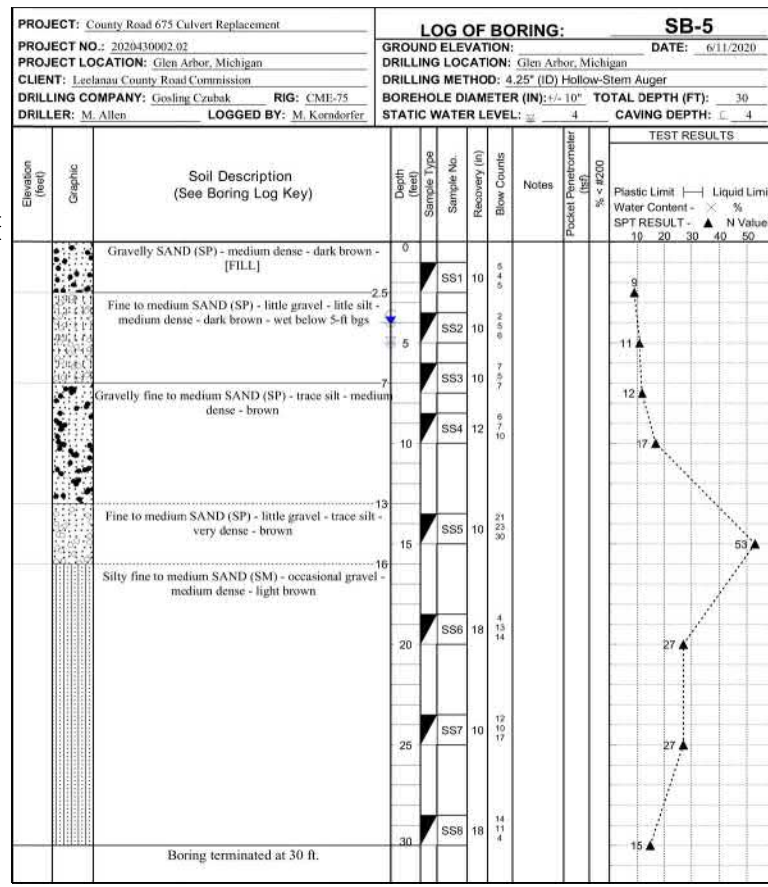 PROJECT: County Road 675 Culvert Replacement
LOG OF BORING: SB-5
PROJECT NO.: 2020430002.02
GROUND ELEVATION: DATE: 6/11/2020
PROJECT LOCATION: Glen Arbor, Michigan
DRILLING LOCATION: Glen Arbor, Michigan
CLIENT: Leelanau County Road Commission
DRILLING METHOD: 4.25" (ID) Hollow-Stem Auger
DRILLING COMPANY: Gosling Czubak RIG: CME-75
BOREHOLE DIAMETER (IN): +/- 10" TOTAL DEPTH (FT): 30
DRILLER: M. Allen LOGGED BY: M. Korndorfer
STATIC WATER LEVEL: 4 CAVING DEPTH: 4
Elevation (feet)
Graphic
Soil Description
(See Boring Log Key)
Depth (feet)
Sample Type
Sample No.
Recovery (in)
Blow Counts
Notes
Pocket Penetrometer (tsf)
% < #200
TEST RESULTS
Plastic Limit Liquid Limi
Water Content - %
SPT RESULT - N Value
10 20 30 40 50
0
Gravelly SAND (SP) - medium dense - dark brown -
[FILL]
SS1 10
5
4
5
9
2.5
Fine to medium SAND (SP) - little gravel - litle silt -
medium dense - dark brown - wet below 5-ft bgs
SS2 10
2
5
6
11
5
SS3 10
7
5
7
12
7
Gravelly fine to medium SAND (SP) - trace silt - medium
dense - brown
SS4 12
6
7
10
17
10
13
Fine to medium SAND (SP) - little gravel - trace silt -
very dense - brown
SS5 10
21
23
30
53
15
16
Silty fine to medium SAND (SM) - occasional gravel -
medium dense - light brown
SS6 18
4
13
14
27
20
SS7 10
12
10
17
27
25
SS8 18
14
11
4
15
30
Boring terminated at 30 ft.